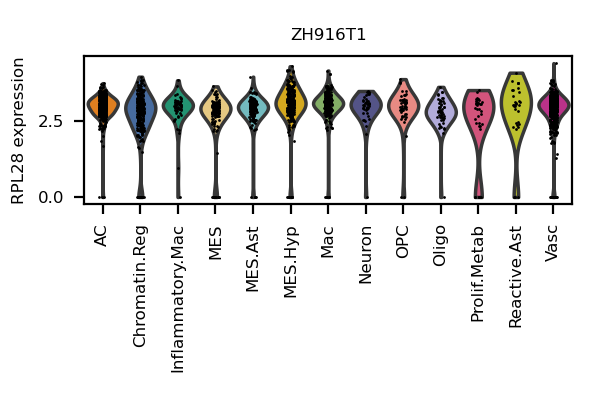 ZH916T1
RPL28 expression
2.5
0.0
AC
Chromatin.Reg
Inflammatory.Mac
MES
MES.Ast
MES.Hyp
Mac
Neuron
OPC
Oligo
Prolif.Metab
Reactive.Ast
Vasc